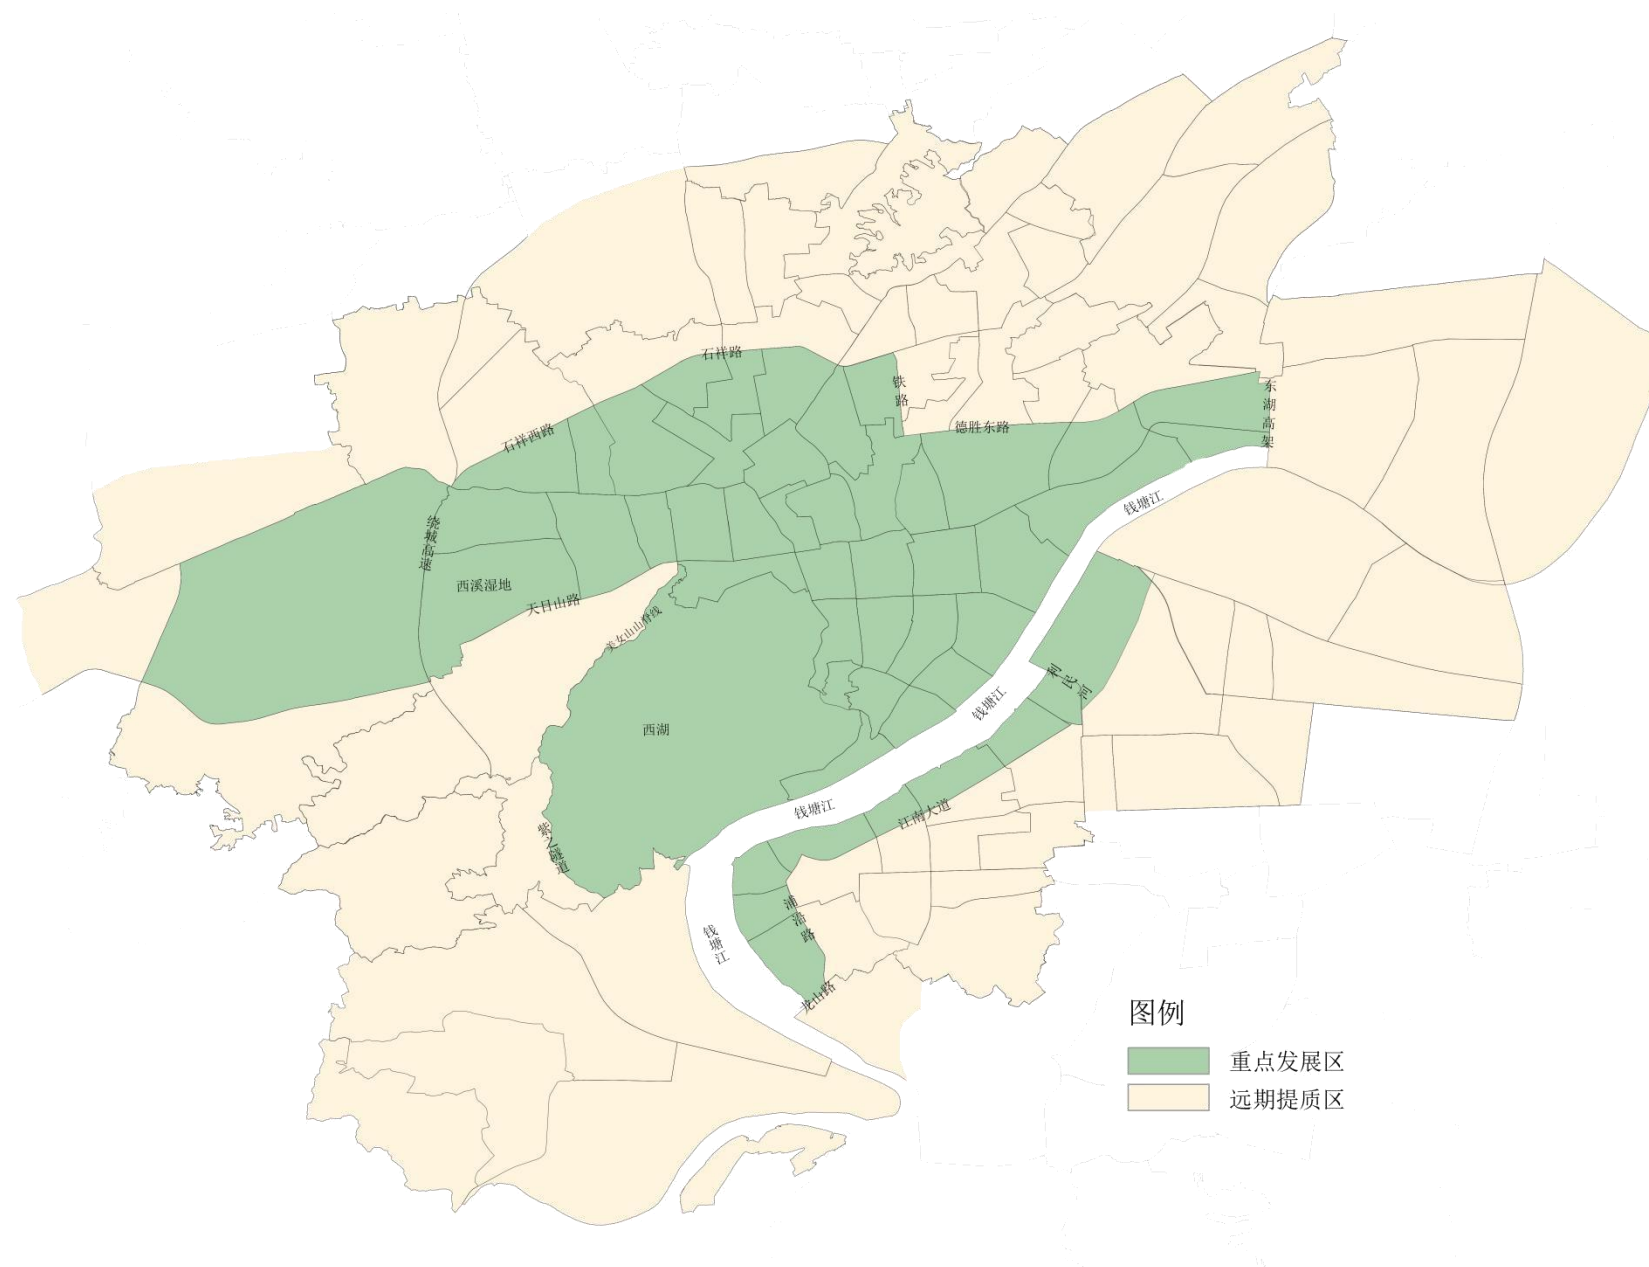 石祥路
铁路
东湖高架
德胜东路
石祥西路
钱塘江
绕城高速
西溪湿地
天目山路
美女山山脊线
利民河
钱塘江
西湖
钱塘江
江南大道
紫之隧道
浦沿路
钱塘江
龙山路
图例
重点发展区
远期提质区